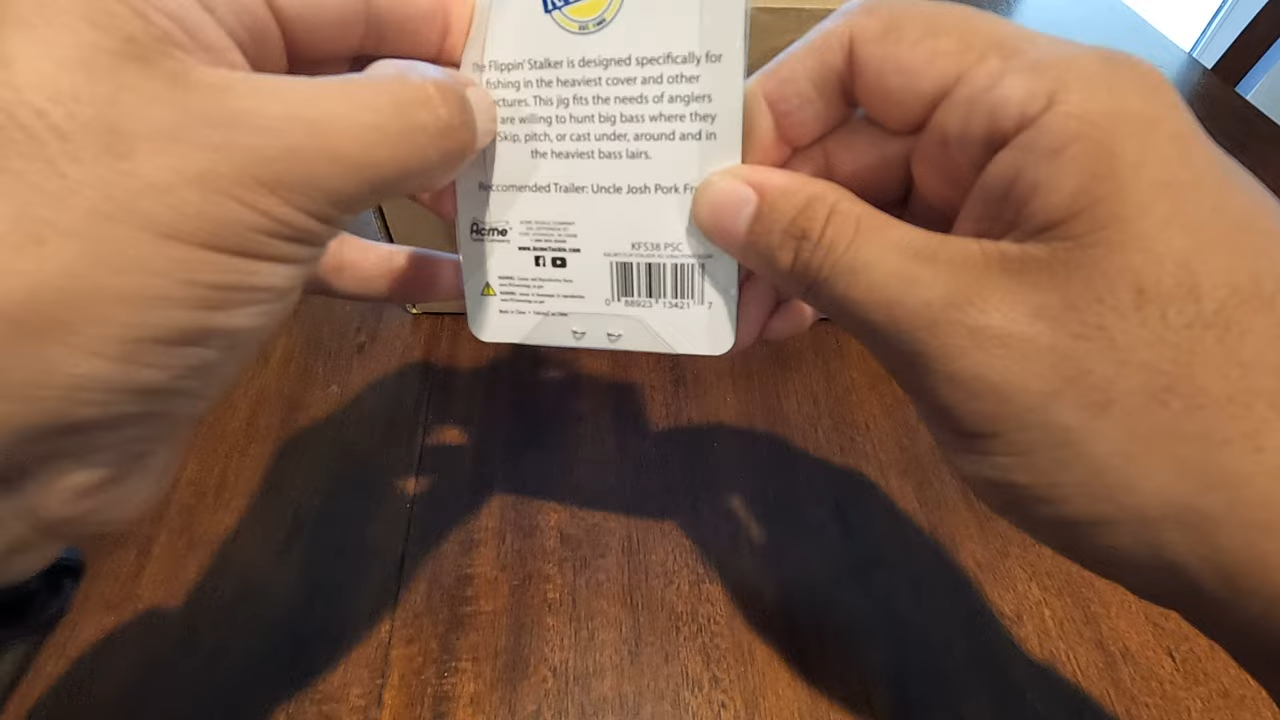 The Flippin' Stalker is designed specifically for
fishing in the heaviest cover and other
ctures. This jig fits the needs of anglers
are willing to hunt big bass where they
Skip, pitch, or cast under, around and in
the heaviest bass lairs.
Reccomended Trailer: Uncle Josh Pork Fr
Acme
www.AcmeTackle.com
KFS38 PSC
0 88923 13421 7